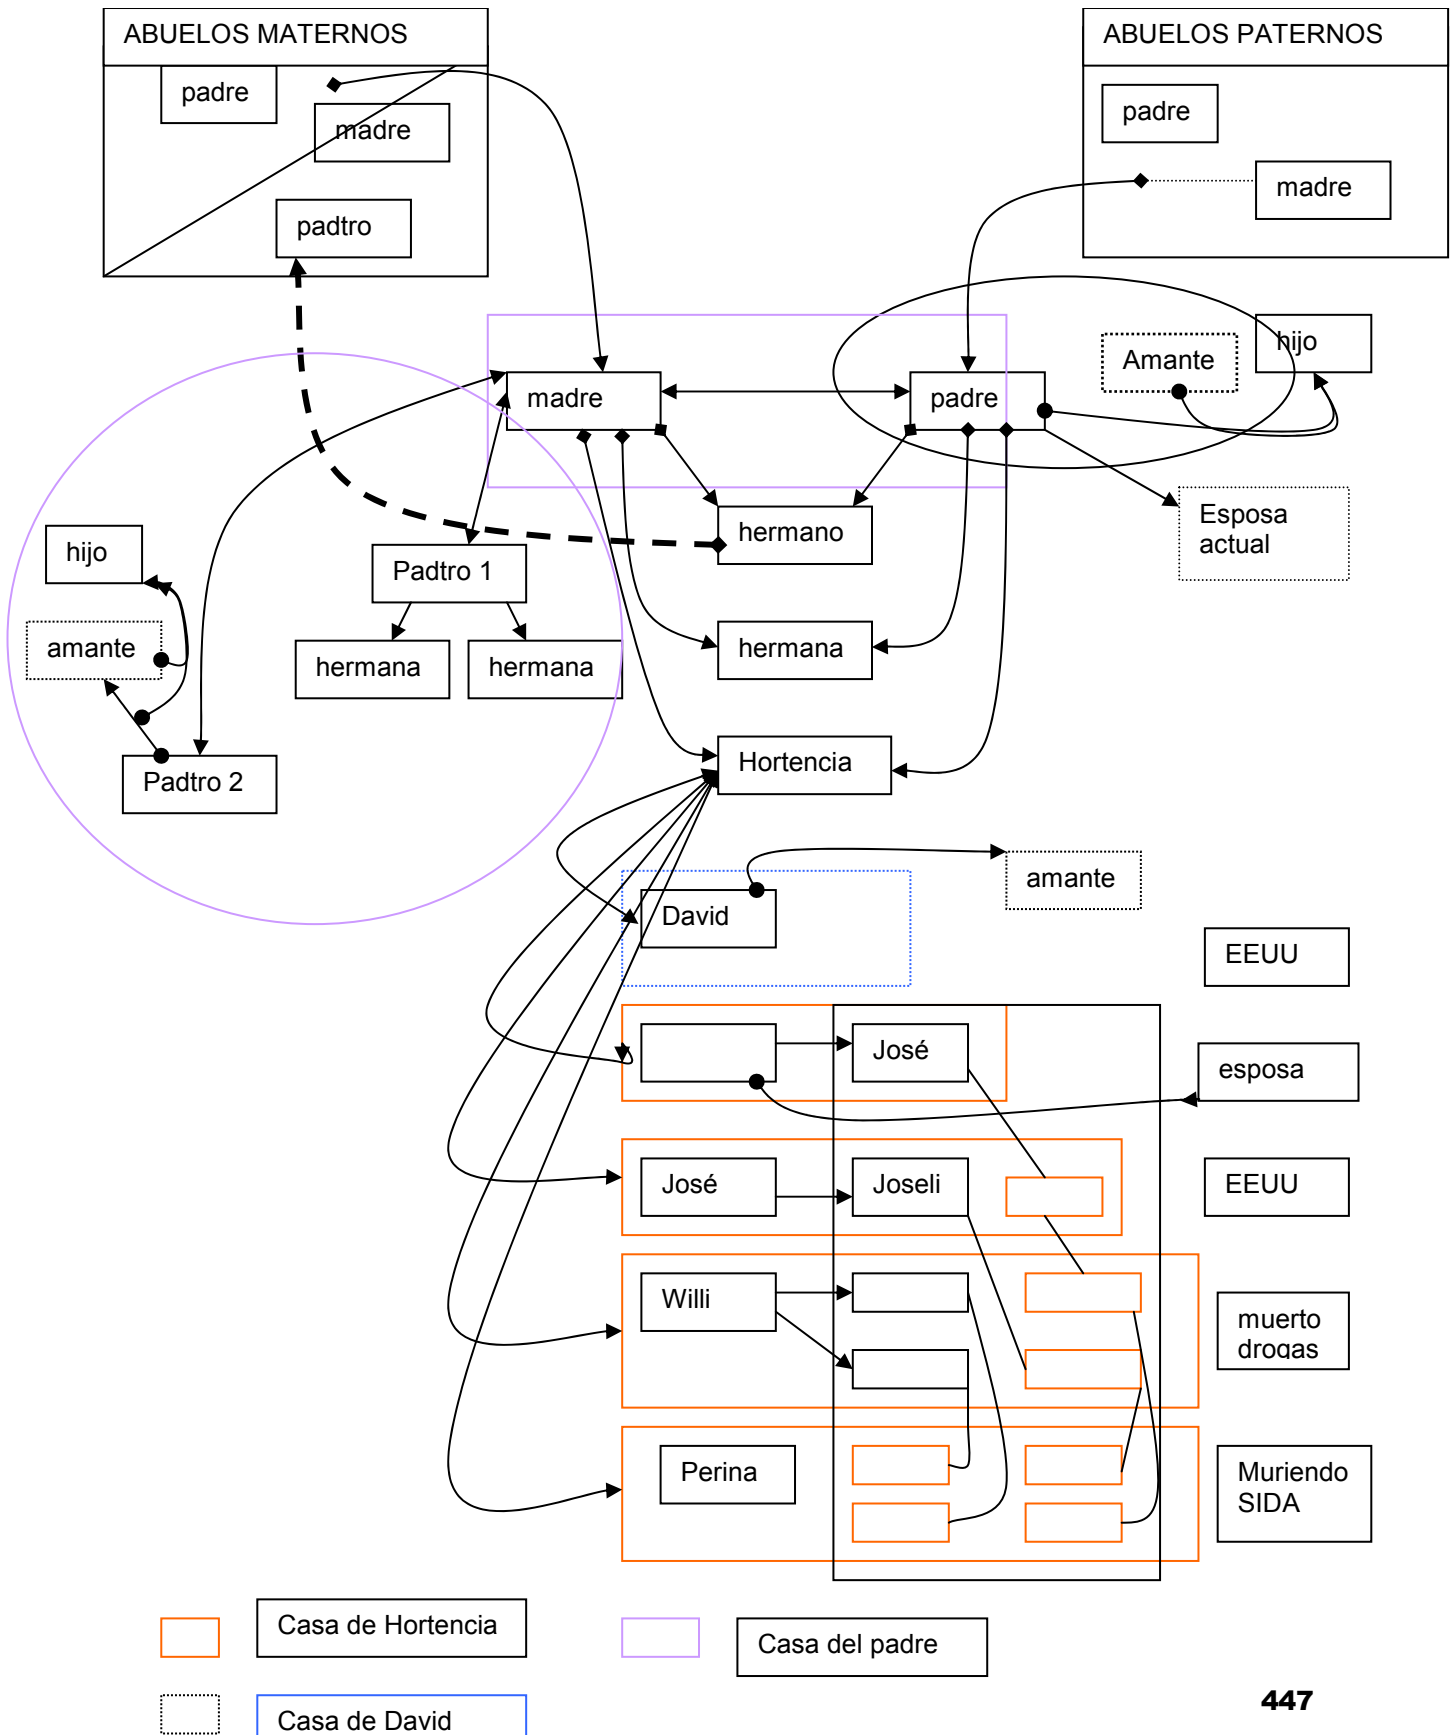 ABUELOS MATERNOS
ABUELOS PATERNOS
padre
madre
padtro
padre
madre
madre
padre
Amante
hijo
Esposa
actual
hermano
hijo
amante
Padtro 1
hermana
hermana
hermana
Padtro 2
Hortencia
David
amante
EEUU
José
esposa
José
Joseli
EEUU
Willi
muerto
drogas
Perina
Muriendo
SIDA
Casa de Hortencia
Casa del padre
Casa de David
447